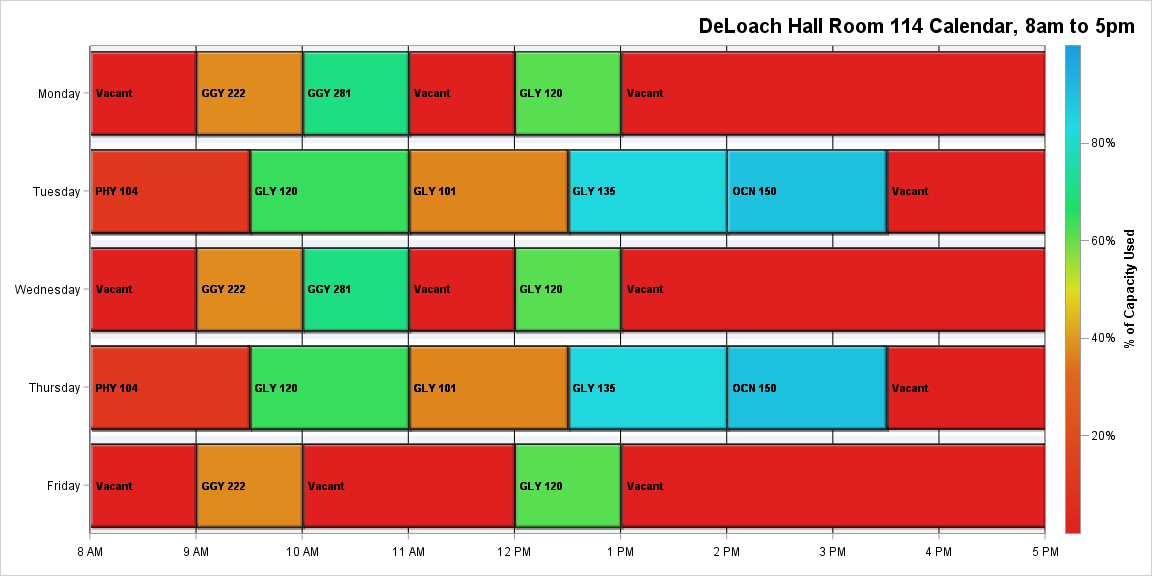 DeLoach Hall Room 114 Calendar, 8am to 5pm
Monday
Vacant
GGY 222
GGY 281
Vacant
GLY 120
Vacant
Tuesday
PHY 104
GLY 120
GLY 101
GLY 135
OCN 150
Vacant
Wednesday
Vacant
GGY 222
GGY 281
Vacant
GLY 120
Vacant
Thursday
PHY 104
GLY 120
GLY 101
GLY 135
OCN 150
Vacant
Friday
Vacant
GGY 222
Vacant
GLY 120
Vacant
8 AM
9 AM
10 AM
11 AM
12 PM
1 PM
2 PM
3 PM
4 PM
5 PM
80%
60%
40%
20%
% of Capacity Used